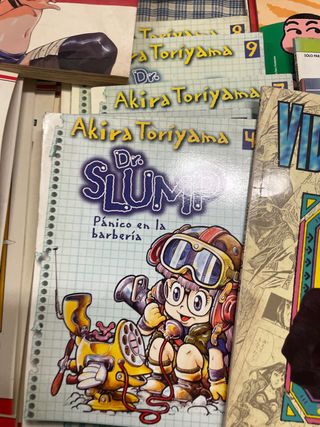 Akira Toriyama 9
Akira Toriyama 9
Dr.
Akira Toriyama 7
Akira Toriyama 4
Dr.
SLUMP
Pánico en la
barbería